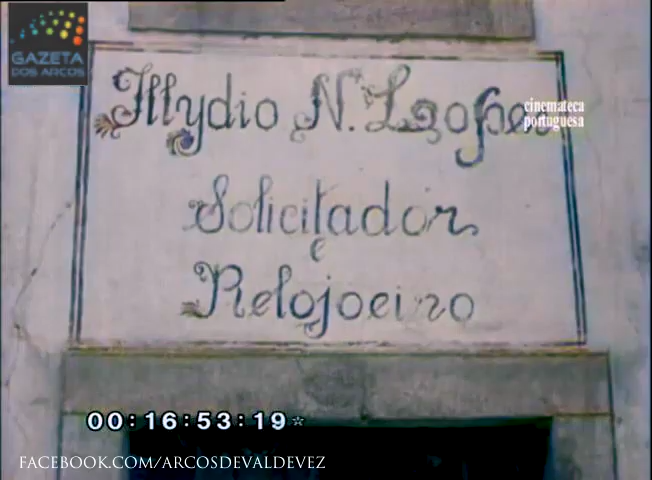 GAZETA
DOS ARCOS
Illydio N. Lopes
cinemateca
portuguesa
Solicitador
e
Relojoeiro
00:16:53:19☆
FACEBOOK.COM/ARCOSDEVALDEVEZ